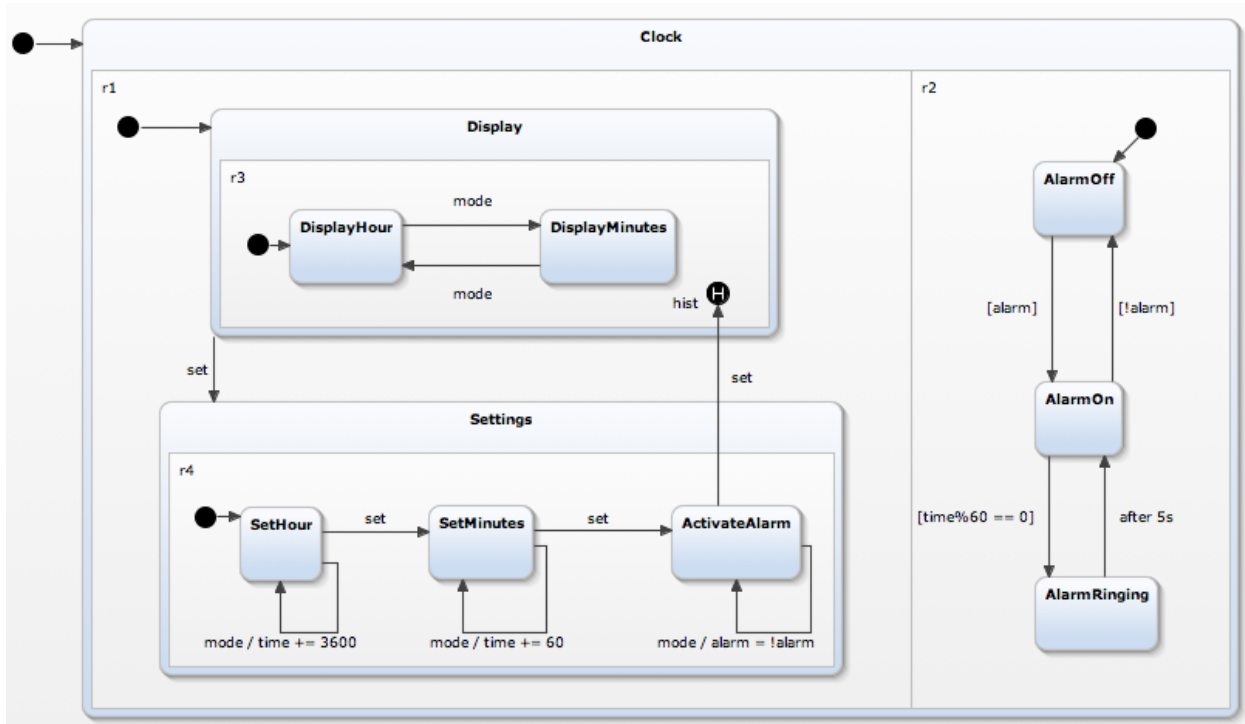 Clock
r1
r2
Display
r3
AlarmOff
mode
DisplayHour
DisplayMinutes
mode
hist
H
[alarm]
[!alarm]
set
set
AlarmOn
Settings
r4
SetHour
set
SetMinutes
set
ActivateAlarm
[time%60 == 0]
after 5s
AlarmRinging
mode / time += 3600
mode / time += 60
mode / alarm = !alarm